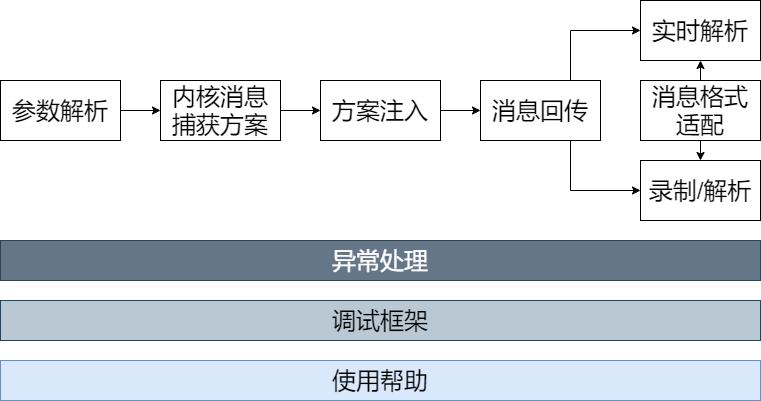 参数解析
内核消息
捕获方案
方案注入
消息回传
实时解析
消息格式
适配
录制/解析
异常处理
调试框架
使用帮助